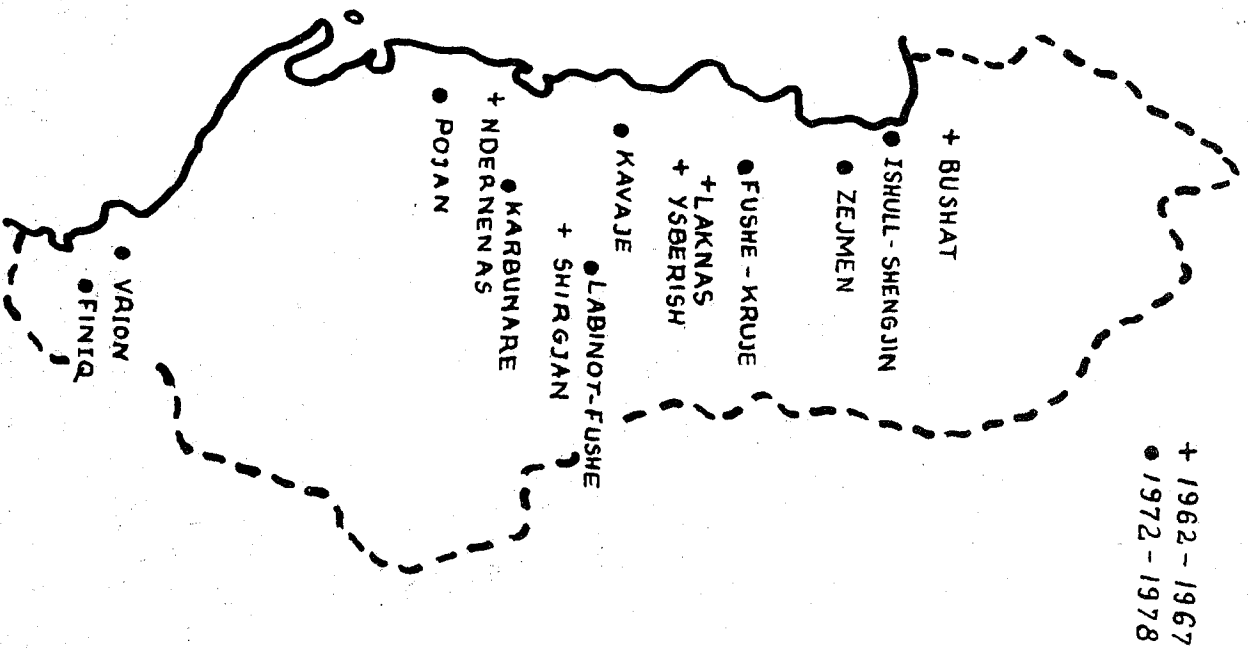 + 1962 - 1967
● 1972 - 1978
+ BUSHAT
● ISHULL - SHENGJIN
● ZEJMEN
● FUSHE - KRUJE
+ LAKNAS
+ YSBERISH
● KAVAJE
● LABINOT-FUSHE
+ SHIRGJAN
● KARBUNARE
+ NDERNENAS
● POJAN
● VRION
● FINIQ